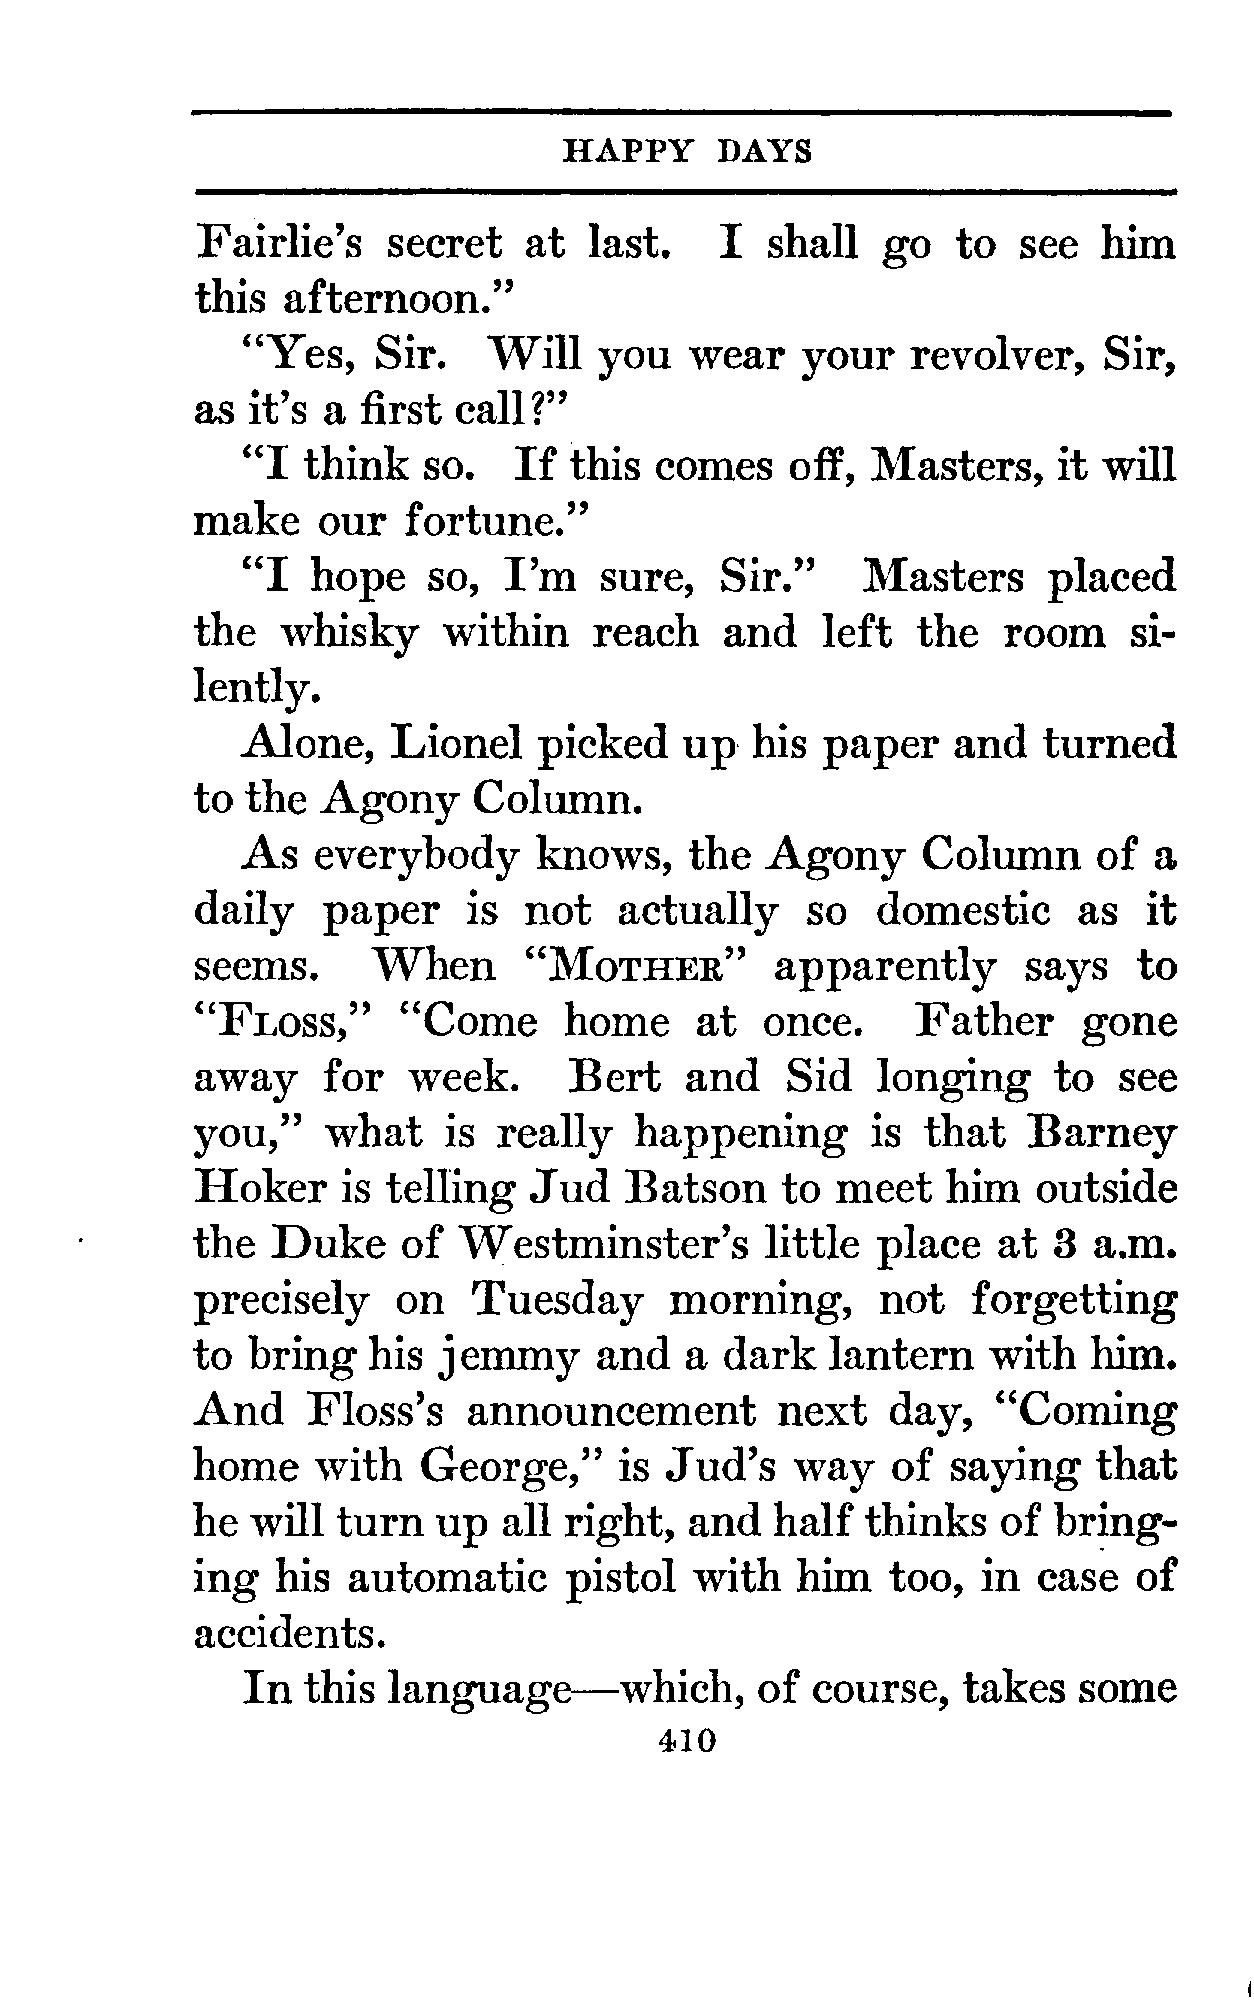 HAPPY DAYS
Fairlie's secret at last. I shall go to see him
this afternoon."
"Yes, Sir. Will you wear your revolver, Sir,
as it's a first call?"
"I think so. If this comes off, Masters, it will
make our fortune."
"I hope so, I'm sure, Sir." Masters placed
the whisky within reach and left the room si-
lently.
Alone, Lionel picked up his paper and turned
to the Agony Column.
As everybody knows, the Agony Column of a
daily paper is not actually so domestic as it
seems. When "MOTHER" apparently says to
"FLOSS," "Come home at once. Father gone
away for week. Bert and Sid longing to see
you," what is really happening is that Barney
Hoker is telling Jud Batson to meet him outside
the Duke of Westminster's little place at 3 a.m.
precisely on Tuesday morning, not forgetting
to bring his jemmy and a dark lantern with him.
And Floss's announcement next day, "Coming
home with George," is Jud's way of saying that
he will turn up all right, and half thinks of bring-
ing his automatic pistol with him too, in case of
accidents.
In this language—which, of course, takes some
410